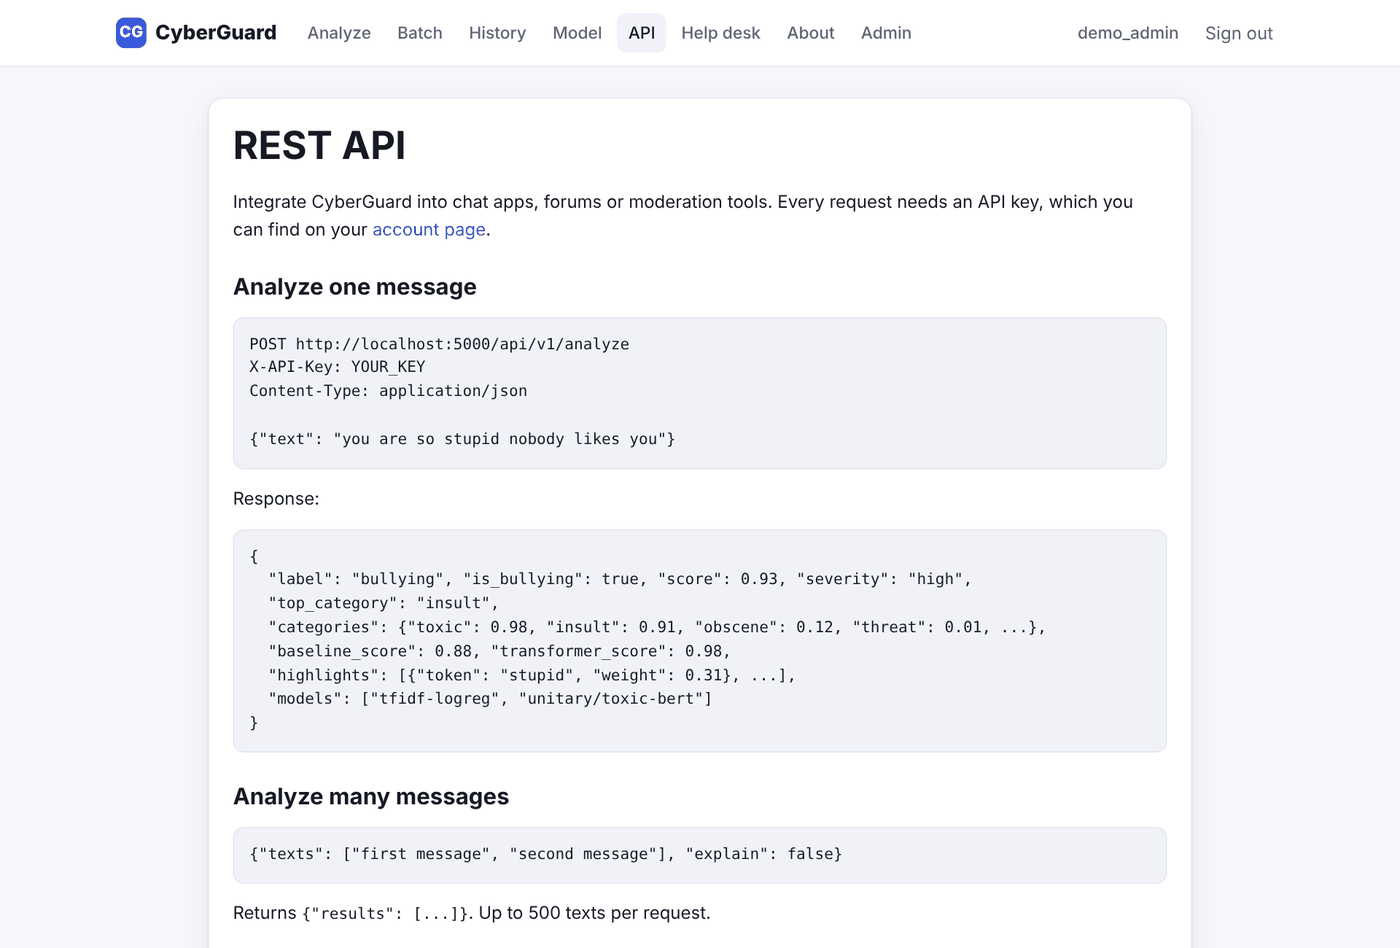 CG CyberGuard Analyze Batch History Model API Help desk About Admin demo_admin Sign out
REST API
Integrate CyberGuard into chat apps, forums or moderation tools. Every request needs an API key, which you
can find on your account page.
Analyze one message
POST http://localhost:5000/api/v1/analyze
X-API-Key: YOUR_KEY
Content-Type: application/json
{"text": "you are so stupid nobody likes you"}
Response:
{
  "label": "bullying", "is_bullying": true, "score": 0.93, "severity": "high",
  "top_category": "insult",
  "categories": {"toxic": 0.98, "insult": 0.91, "obscene": 0.12, "threat": 0.01, ...},
  "baseline_score": 0.88, "transformer_score": 0.98,
  "highlights": [{"token": "stupid", "weight": 0.31}, ...],
  "models": ["tfidf-logreg", "unitary/toxic-bert"]
}
Analyze many messages
{"texts": ["first message", "second message"], "explain": false}
Returns {"results": [...]}. Up to 500 texts per request.